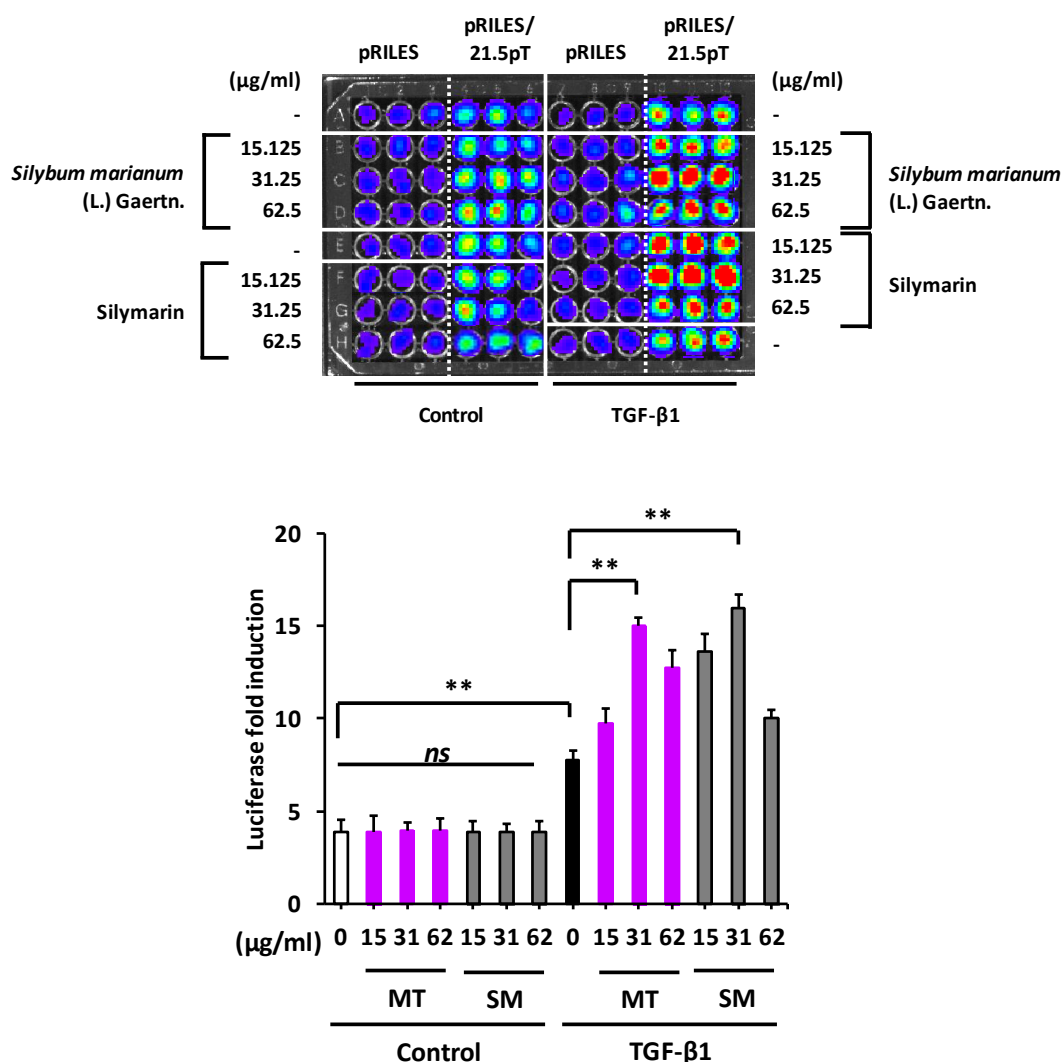 pRILES pRILES/ 21.5pT pRILES pRILES/ 21.5pT
(µg/ml) (µg/ml)
- A -
15.125 B 15.125
Silybum marianum (L.) Gaertn. 31.25 C 31.25 Silybum marianum (L.) Gaertn.
62.5 D 62.5
- E 15.125
15.125 F 31.25
Silymarin 31.25 G 62.5 Silymarin
62.5 H -
Control TGF-β1
Luciferase fold induction
20
15
10
5
0
**
**
**
ns
(µg/ml) 0 15 31 62 15 31 62 0 15 31 62 15 31 62
MT SM MT SM
Control TGF-β1